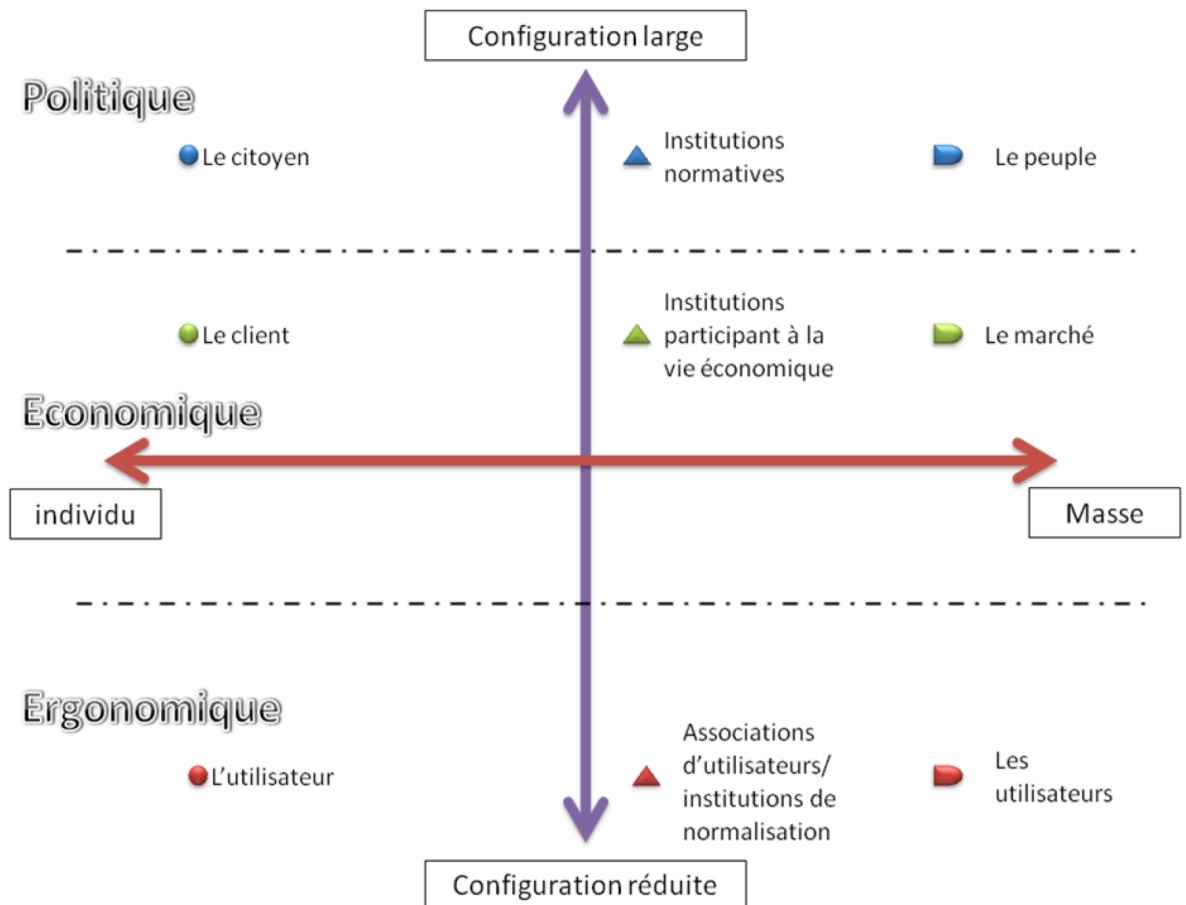 Configuration large
Politique
Le citoyen
Institutions
normatives
Le peuple
Le client
Institutions
participant à la
vie économique
Le marché
Economique
individu
Masse
Ergonomique
L'utilisateur
Associations
d'utilisateurs/
institutions de
normalisation
Les
utilisateurs
Configuration réduite